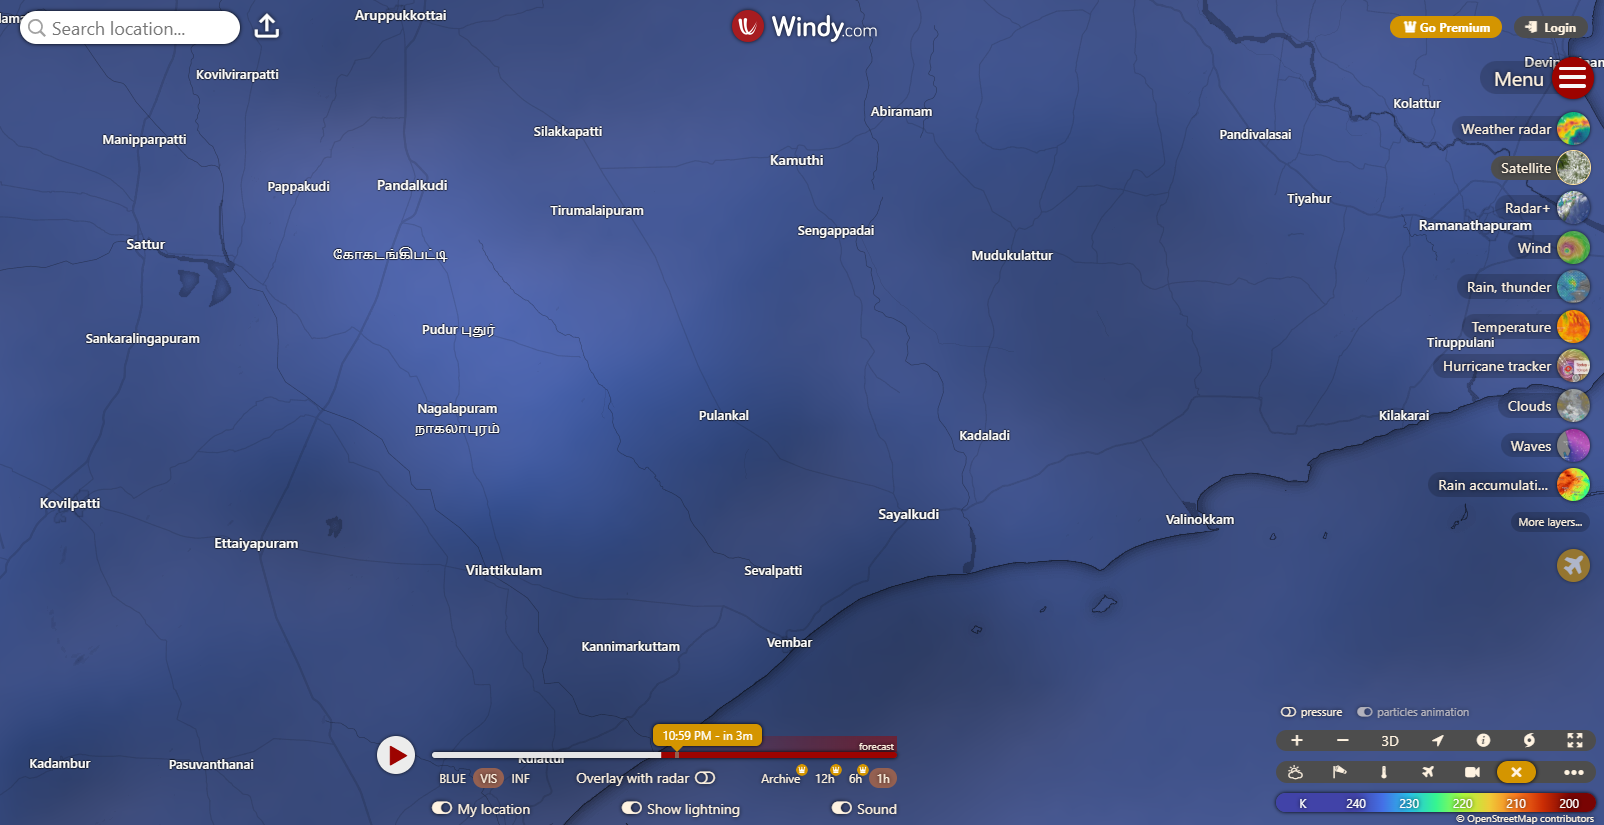 Search location...
Windy.com
Go Premium
Login
Menu
Aruppukkottai
Kovilvirarpatti
Kolattur
Abiramam
Weather radar
Silakkapatti
Pandivalasai
Manipparpatti
Kamuthi
Satellite
Pappakudi
Pandalkudi
Tiyahur
Radar+
Tirumalaipuram
Ramanathapuram
Sengappadai
Sattur
Wind
கோகடங்கிபட்டி
Mudukulattur
Rain, thunder
Temperature
Pudur புதுர்
Sankaralingapuram
Tiruppulani
Hurricane tracker
Clouds
Nagalapuram
நாகலாபுரம்
Pulankal
Kilakarai
Kadaladi
Waves
Rain accumulati...
Kovilpatti
Sayalkudi
Valinokkam
More layers...
Ettaiyapuram
Vilattikulam
Sevalpatti
Kannimarkuttam
Vembar
pressure
particles animation
10:59 PM - in 3m
forecast
3D
Kadambur
Pasuvanthanai
BLUE
VIS
INF
Overlay with radar
Archive
12h
6h
1h
My location
Show lightning
Sound
K 240 230 220 210 200
© OpenStreetMap contributors